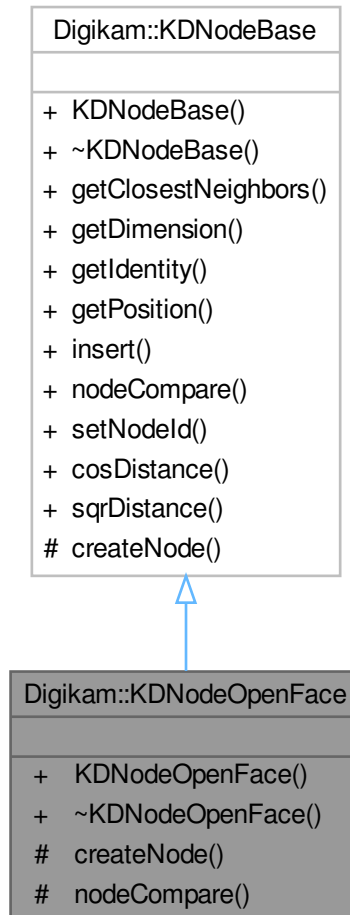 Digikam::KDNodeBase
+ KDNodeBase()
+ ~KDNodeBase()
+ getClosestNeighbors()
+ getDimension()
+ getIdentity()
+ getPosition()
+ insert()
+ nodeCompare()
+ setNodeId()
+ cosDistance()
+ sqrDistance()
# createNode()
Digikam::KDNodeOpenFace
+ KDNodeOpenFace()
+ ~KDNodeOpenFace()
# createNode()
# nodeCompare()